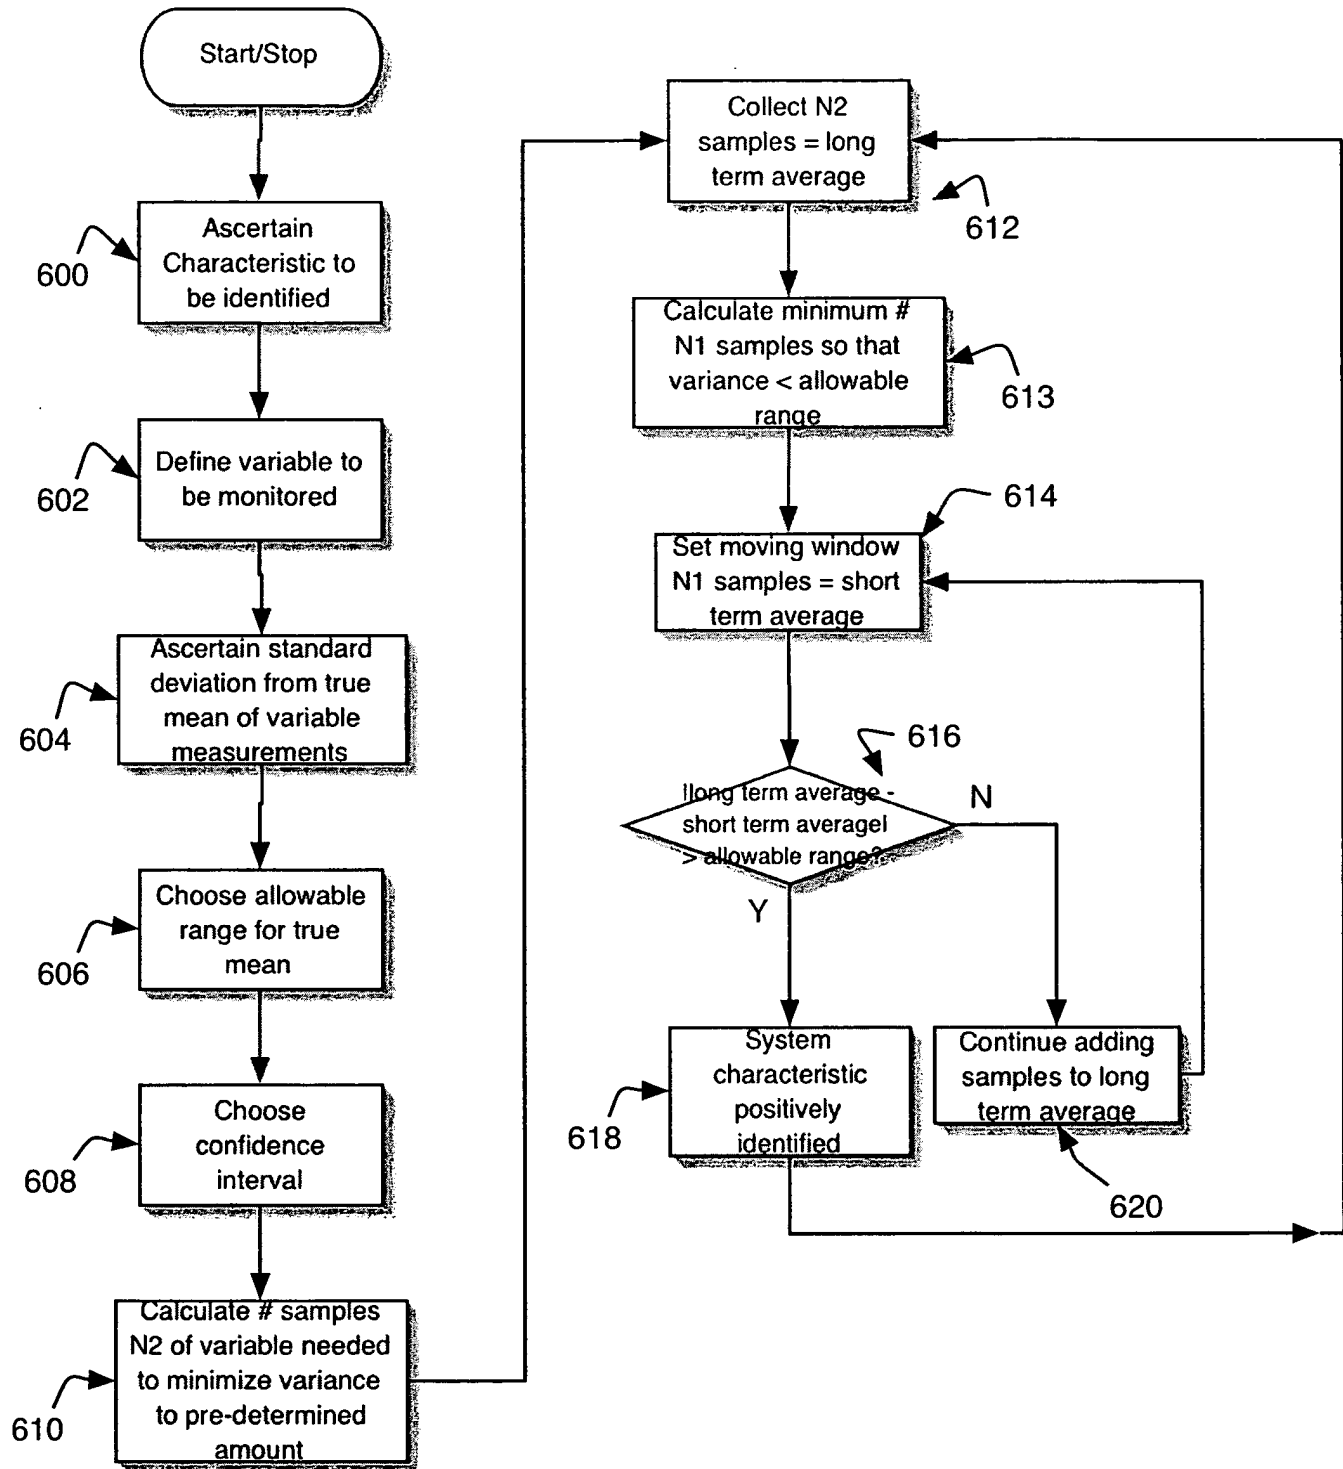 Start/Stop
600
Ascertain
Characteristic to
be identified
602
Define variable to
be monitored
604
Ascertain standard
deviation from true
mean of variable
measurements
606
Choose allowable
range for true
mean
608
Choose
confidence
interval
610
Calculate # samples
N2 of variable needed
to minimize variance
to pre-determined
amount
Collect N2
samples = long
term average
612
Calculate minimum #
N1 samples so that
variance < allowable
range
613
614
Set moving window
N1 samples = short
term average
616
|long term average -
short term average|
> allowable range?
N
Y
618
System
characteristic
positively
identified
Continue adding
samples to long
term average
620